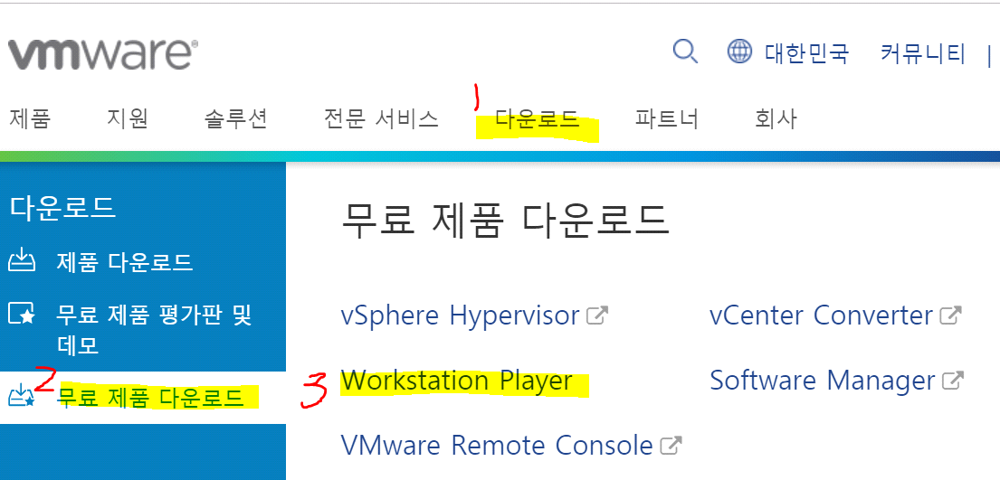 vmware®
대한민국 커뮤니티 |
1
제품 지원 솔루션 전문 서비스 다운로드 파트너 회사
다운로드
무료 제품 다운로드
제품 다운로드
무료 제품 평가판 및
데모
2
무료 제품 다운로드
vSphere Hypervisor vCenter Converter
3 Workstation Player Software Manager
VMware Remote Console